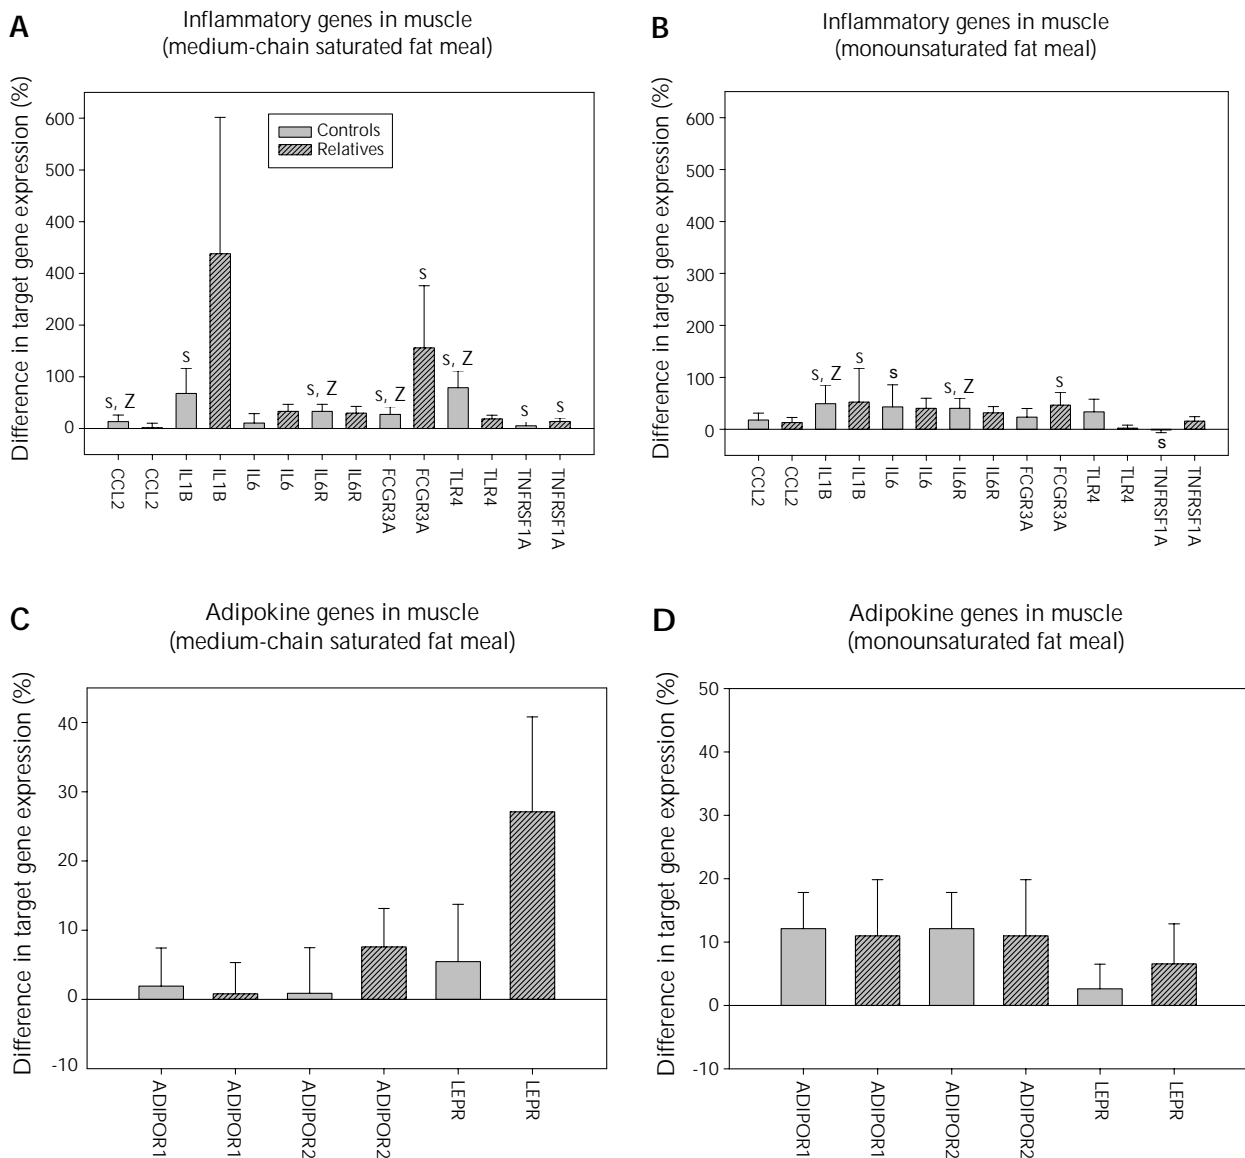 A
Inflammatory genes in muscle
(medium-chain saturated fat meal)
Difference in target gene expression (%)
600
500
400
400
200
100
0
Controls
Relatives
s, Z
s
s, Z
s, Z
s
s, Z
s
s
CCL2
CCL2
IL1B
IL1B
IL6
IL6
IL6R
IL6R
FCGR3A
FCGR3A
TLR4
TLR4
TNFRSF1A
TNFRSF1A
B
Inflammatory genes in muscle
(monounsaturated fat meal)
Difference in target gene expression (%)
600
500
400
300
200
100
0
s, Z
s
s
s, Z
s
s
CCL2
CCL2
IL1B
IL1B
IL6
IL6
IL6R
IL6R
FCGR3A
FCGR3A
TLR4
TLR4
TNFRSF1A
TNFRSF1A
C
Adipokine genes in muscle
(medium-chain saturated fat meal)
Difference in target gene expression (%)
40
30
20
10
0
-10
ADIPOR1
ADIPOR1
ADIPOR2
ADIPOR2
LEPR
LEPR
D
Adipokine genes in muscle
(monounsaturated fat meal)
Difference in target gene expression (%)
50
40
30
20
10
0
-10
ADIPOR1
ADIPOR1
ADIPOR2
ADIPOR2
LEPR
LEPR